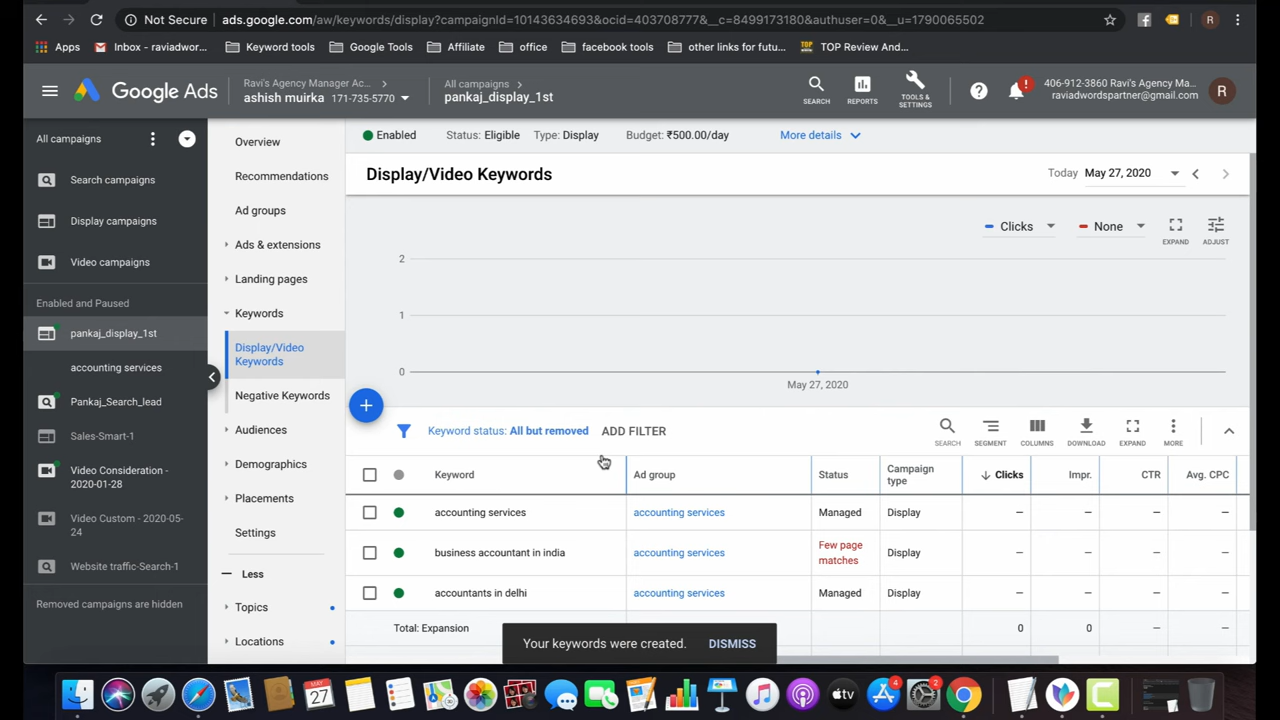 Not Secure
ads.google.com/aw/keywords/display?campaignId=10143634693&ocid=403708777&__c=8499173180&authuser=0&__u=1790065502
R
Apps
Inbox - raviadwor...
Keyword tools
Google Tools
Affiliate
office
facebook tools
other links for futu...
TOP Review And...
Google Ads
Ravi's Agency Manager Ac...
ashish muirka 171-735-5770
All campaigns
pankaj_display_1st
SEARCH
REPORTS
TOOLS & SETTINGS
406-912-3860 Ravi's Agency Ma...
raviadwordspartner@gmail.com
R
All campaigns
Search campaigns
Display campaigns
Video campaigns
Enabled and Paused
pankaj_display_1st
accounting services
Pankaj_Search_lead
Sales-Smart-1
Video Consideration -
2020-01-28
Video Custom - 2020-05-
24
Website traffic-Search-1
Removed campaigns are hidden
Overview
Recommendations
Ad groups
Ads & extensions
Landing pages
Keywords
Display/Video
Keywords
Negative Keywords
Audiences
Demographics
Placements
Settings
Less
Topics
Locations
Enabled Status: Eligible Type: Display Budget: ₹500.00/day More details
Display/Video Keywords
Today May 27, 2020
Clicks
None
EXPAND
ADJUST
2
1
0
May 27, 2020
Keyword status: All but removed ADD FILTER
SEARCH
SEGMENT
COLUMNS
DOWNLOAD
EXPAND
MORE
Keyword Ad group Status Campaign type Clicks Impr. CTR Avg. CPC
accounting services accounting services Managed Display – – – –
business accountant in india accounting services Few page matches Display – – – –
accountants in delhi accounting services Managed Display – – – –
Total: Expansion 0 0 – –
Your keywords were created. DISMISS
MAY
27
tv
4
2